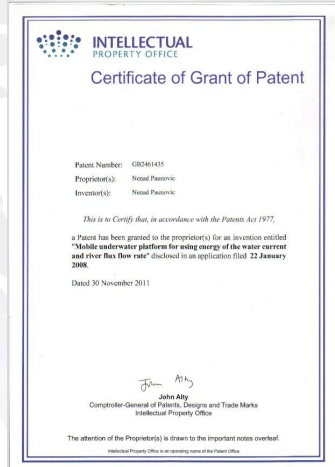 INTELLECTUAL
PROPERTY OFFICE
Certificate of Grant of Patent
Patent Number: GB2461435
Proprietor(s): Nenad Paunovic
Inventor(s): Nenad Paunovic
This is to Certify that, in accordance with the Patents Act 1977,
a Patent has been granted to the proprietor(s) for an invention entitled
"Mobile underwater platform for using energy of the water current
and river flux flow rate" disclosed in an application filed 22 January
2008.
Dated 30 November 2011
John Alty
John Alty
Comptroller-General of Patents, Designs and Trade Marks
Intellectual Property Office
The attention of the Proprietor(s) is drawn to the important notes overleaf.
Intellectual Property Office is an operating name of the Patent Office